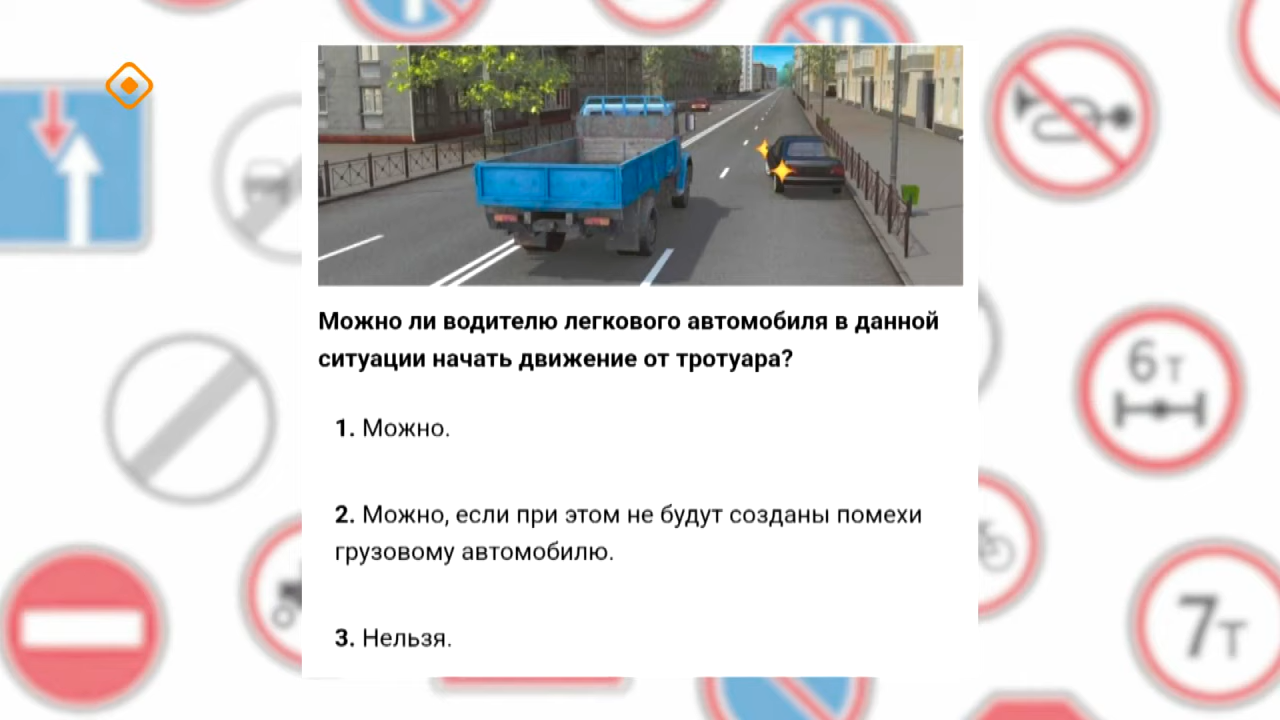 Можно ли водителю легкового автомобиля в данной
ситуации начать движение от тротуара?
1. Можно.
2. Можно, если при этом не будут созданы помехи
грузовому автомобилю.
3. Нельзя.
6т
7т